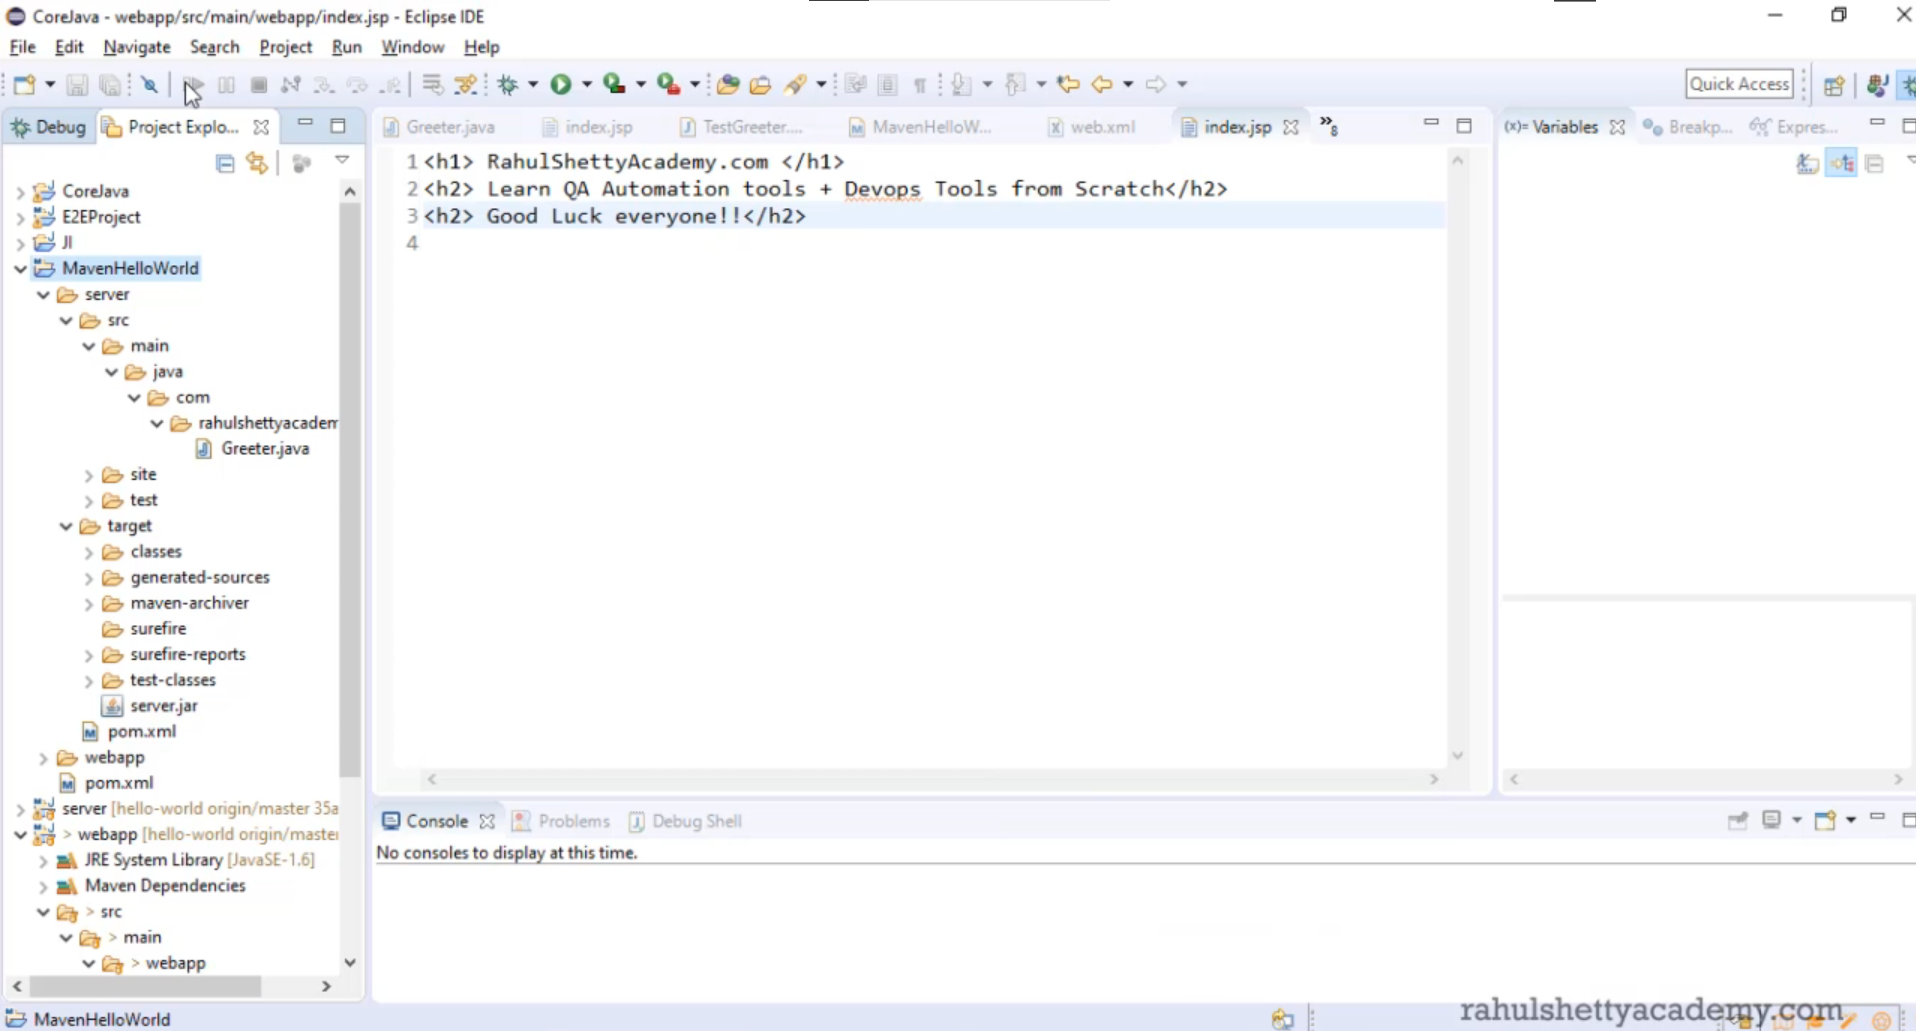 CoreJava - webapp/src/main/webapp/index.jsp - Eclipse IDE
File Edit Navigate Search Project Run Window Help
Quick Access
Debug Project Explo...
Greeter.java index.jsp TestGreeter.... MavenHelloW... web.xml index.jsp »8
(x)= Variables Breakp... Expres...
CoreJava
E2EProject
JI
MavenHelloWorld
server
src
main
java
com
rahulshettyacadem
Greeter.java
site
test
target
classes
generated-sources
maven-archiver
surefire
surefire-reports
test-classes
server.jar
pom.xml
webapp
pom.xml
server [hello-world origin/master 35a
> webapp [hello-world origin/master
JRE System Library [JavaSE-1.6]
Maven Dependencies
> src
> main
> webapp
1 <h1> RahulShettyAcademy.com </h1>
2 <h2> Learn QA Automation tools + Devops Tools from Scratch</h2>
3 <h2> Good Luck everyone!!</h2>
4
Console Problems Debug Shell
No consoles to display at this time.
MavenHelloWorld
rahulshettyacademy.com